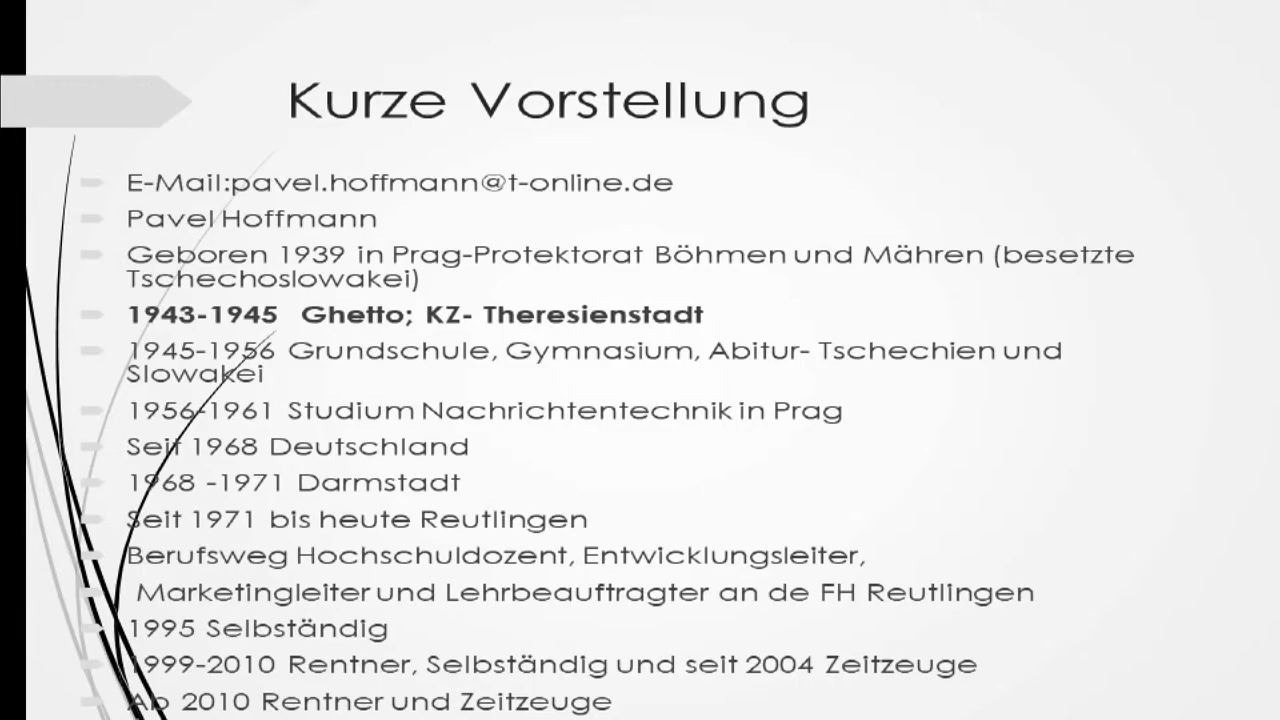 Kurze Vorstellung
E-Mail:pavel.hoffmann@t-online.de
Pavel Hoffmann
Geboren 1939 in Prag-Protektorat Böhmen und Mähren (besetzte
Tschechoslowakei)
1943-1945 Ghetto; KZ- Theresienstadt
1945-1956 Grundschule, Gymnasium, Abitur- Tschechien und
Slowakei
1956-1961 Studium Nachrichtentechnik in Prag
Seit 1968 Deutschland
1968 -1971 Darmstadt
Seit 1971 bis heute Reutlingen
Berufsweg Hochschuldozent, Entwicklungsleiter,
Marketingleiter und Lehrbeauftragter an de FH Reutlingen
1995 Selbständig
1999-2010 Rentner, Selbständig und seit 2004 Zeitzeuge
Ab 2010 Rentner und Zeitzeuge